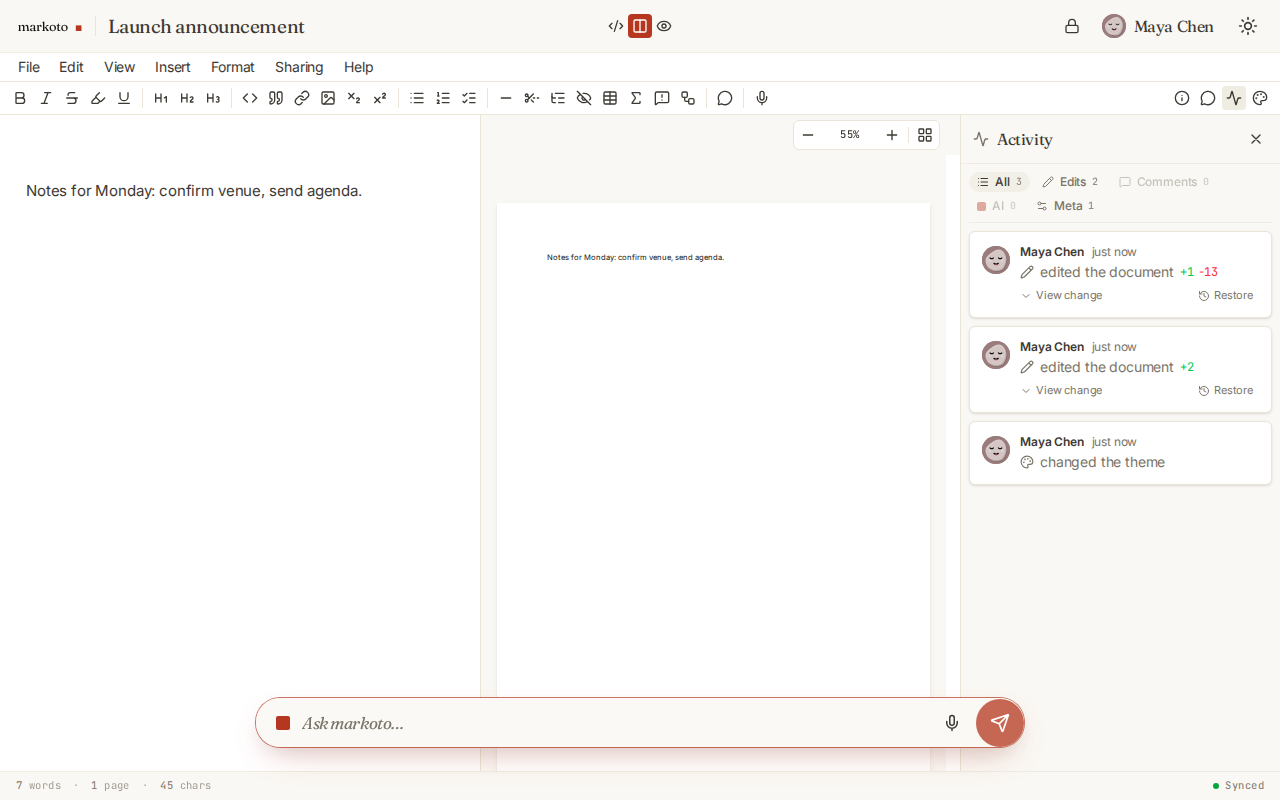 markoto
Launch announcement
Maya Chen
File Edit View Insert Format Sharing Help
H1 H2 H3
55%
Activity
All 3 Edits 2 Comments 0
AI 0 Meta 1
Notes for Monday: confirm venue, send agenda.
Notes for Monday: confirm venue, send agenda.
Maya Chen just now
edited the document +1 -13
View change Restore
Maya Chen just now
edited the document +2
View change Restore
Maya Chen just now
changed the theme
Ask markoto...
7 words · 1 page · 45 chars
Synced